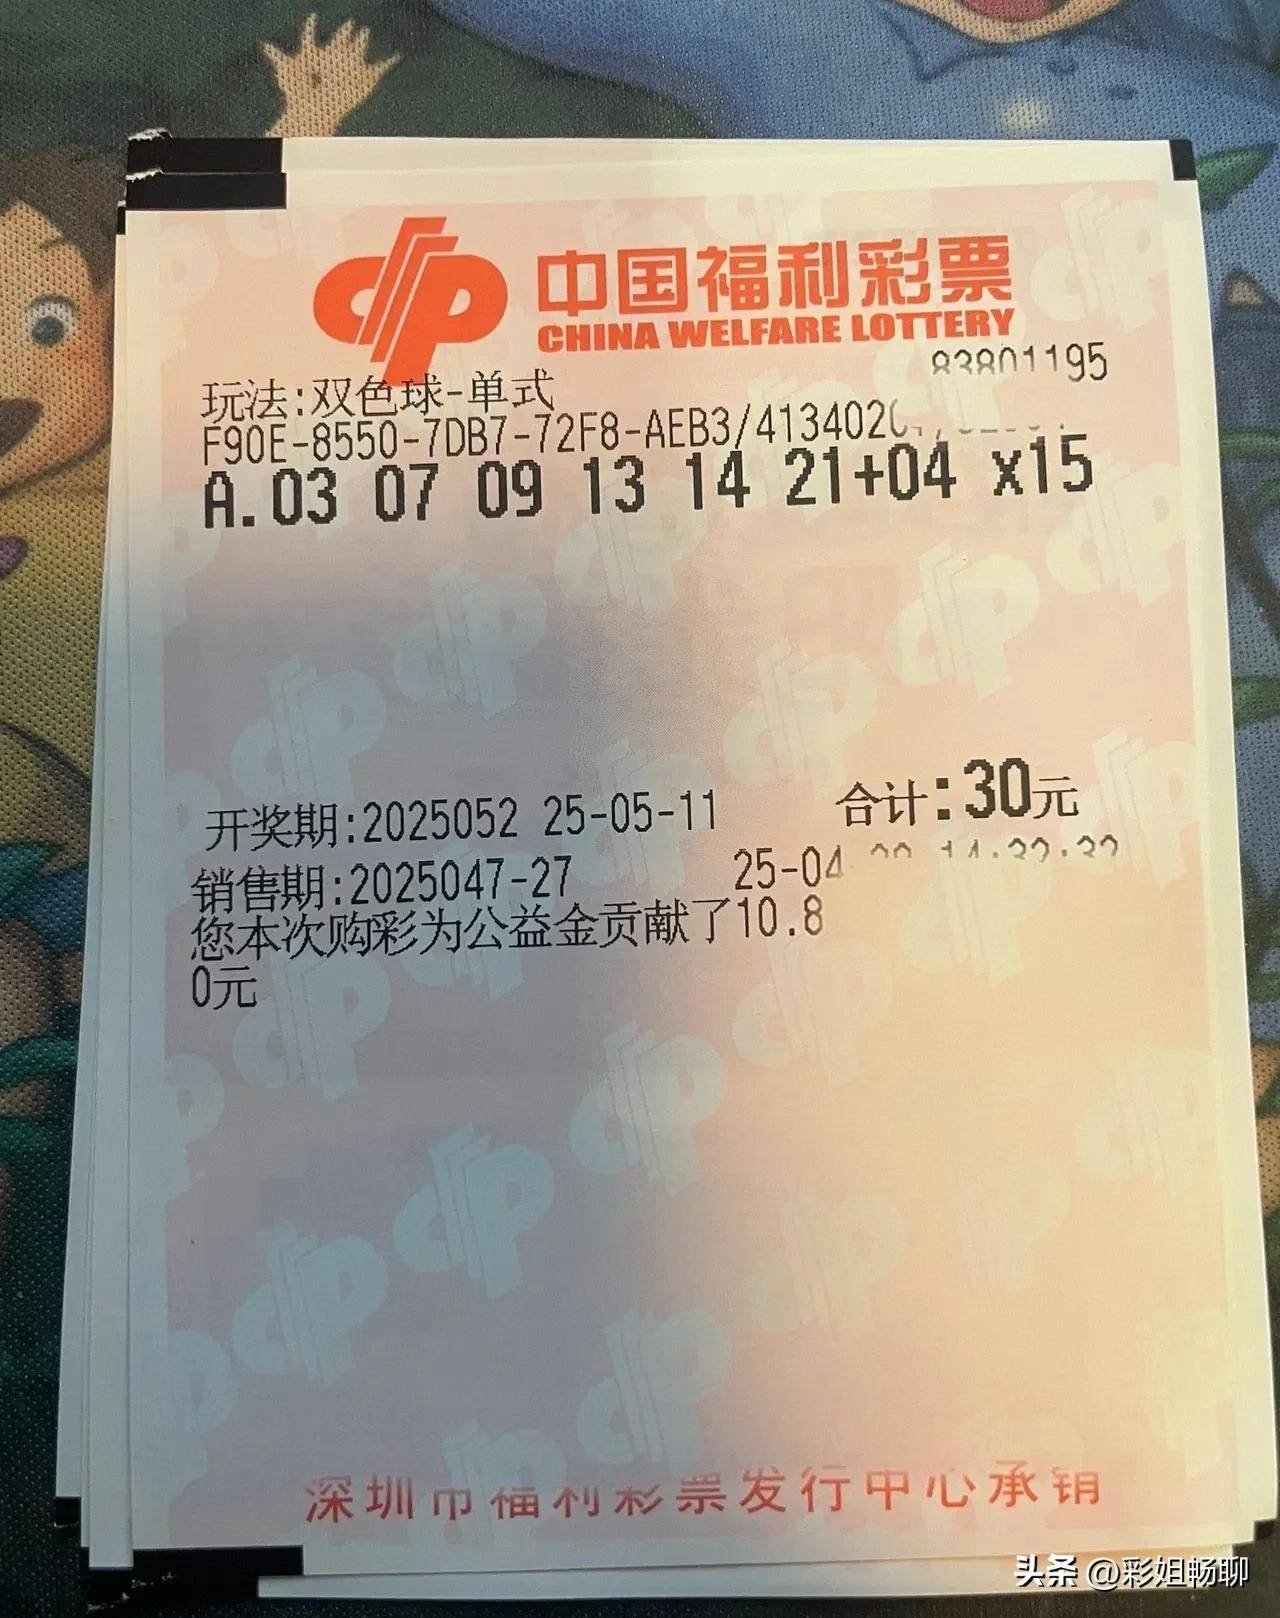 中国福利彩票
CHINA WELFARE LOTTERY
83801195
玩法:双色球-单式
F90E-8550-7DB7-72F8-AEB3/413402
A.03 07 09 13 14 21+04 x15
开奖期:2025052 25-05-11
合计:30元
销售期:2025047-27
25-04
您本次购彩为公益金贡献了10.8
0元
深圳市福利彩票发行中心承销
头条 @彩姐畅聊